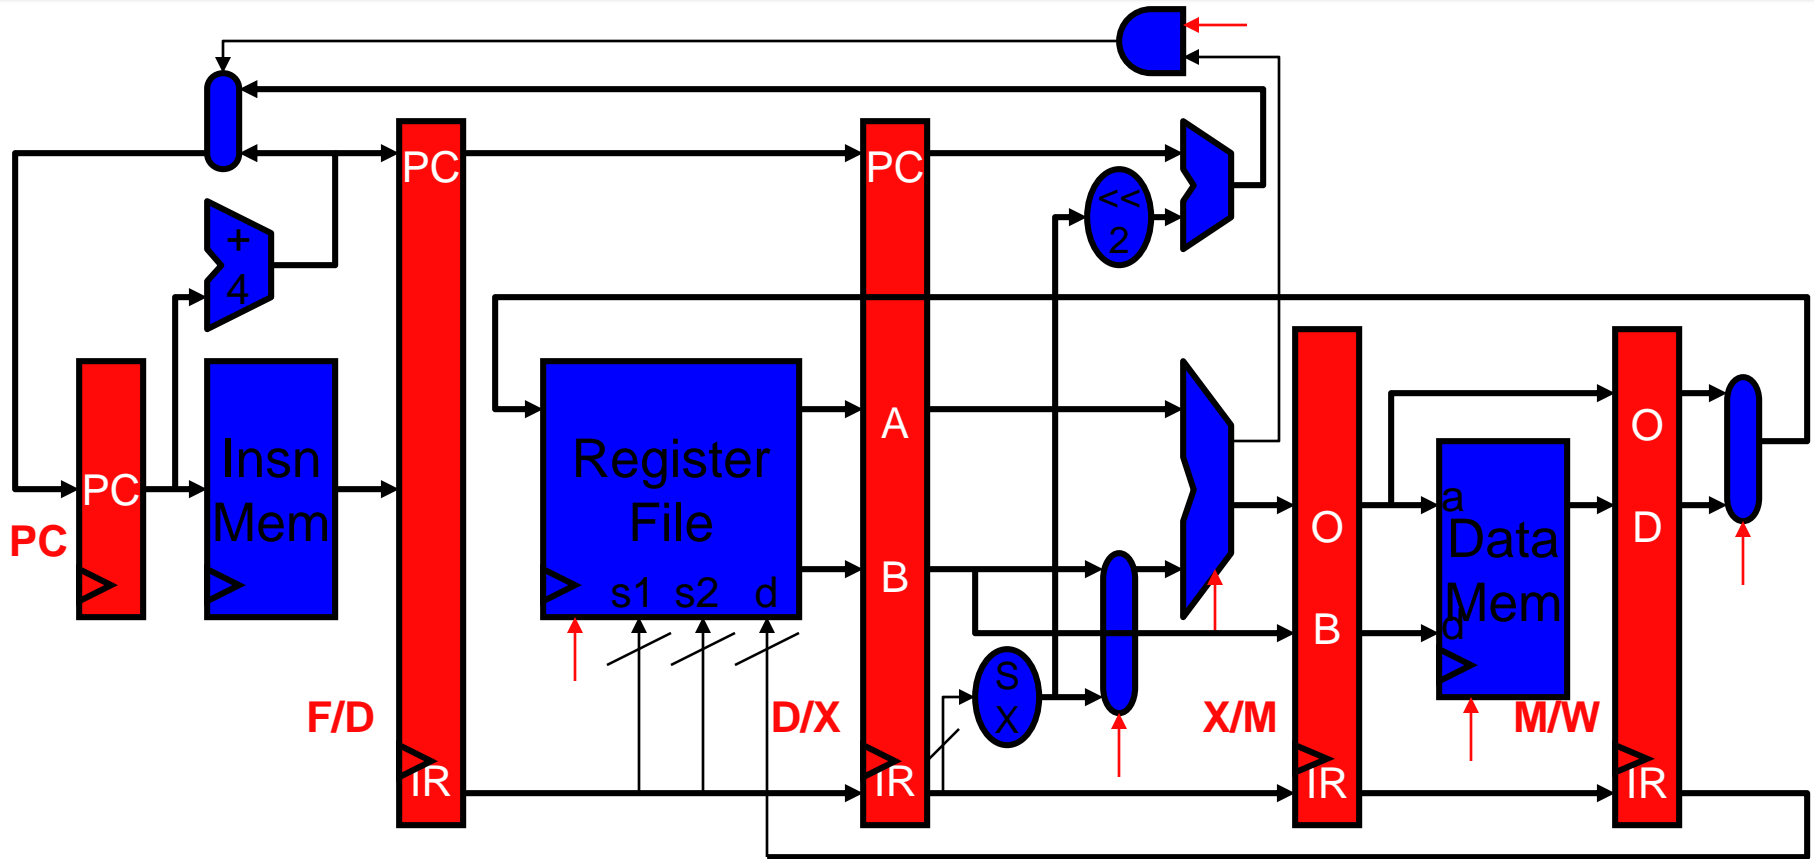 PC
PC
<<
2
+
4
PC
PC
Insn
Mem
Register
File
s1 s2 d
A
B
S
X
O
B
a
Data
Mem
d
O
D
F/D
D/X
X/M
M/W
IR
IR
IR
IR